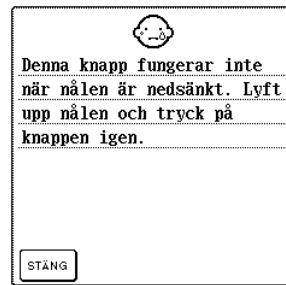 Denna knapp fungerar inte
när nålen är nedsänkt. Lyft
upp nålen och tryck på
knappen igen.
STÄNG